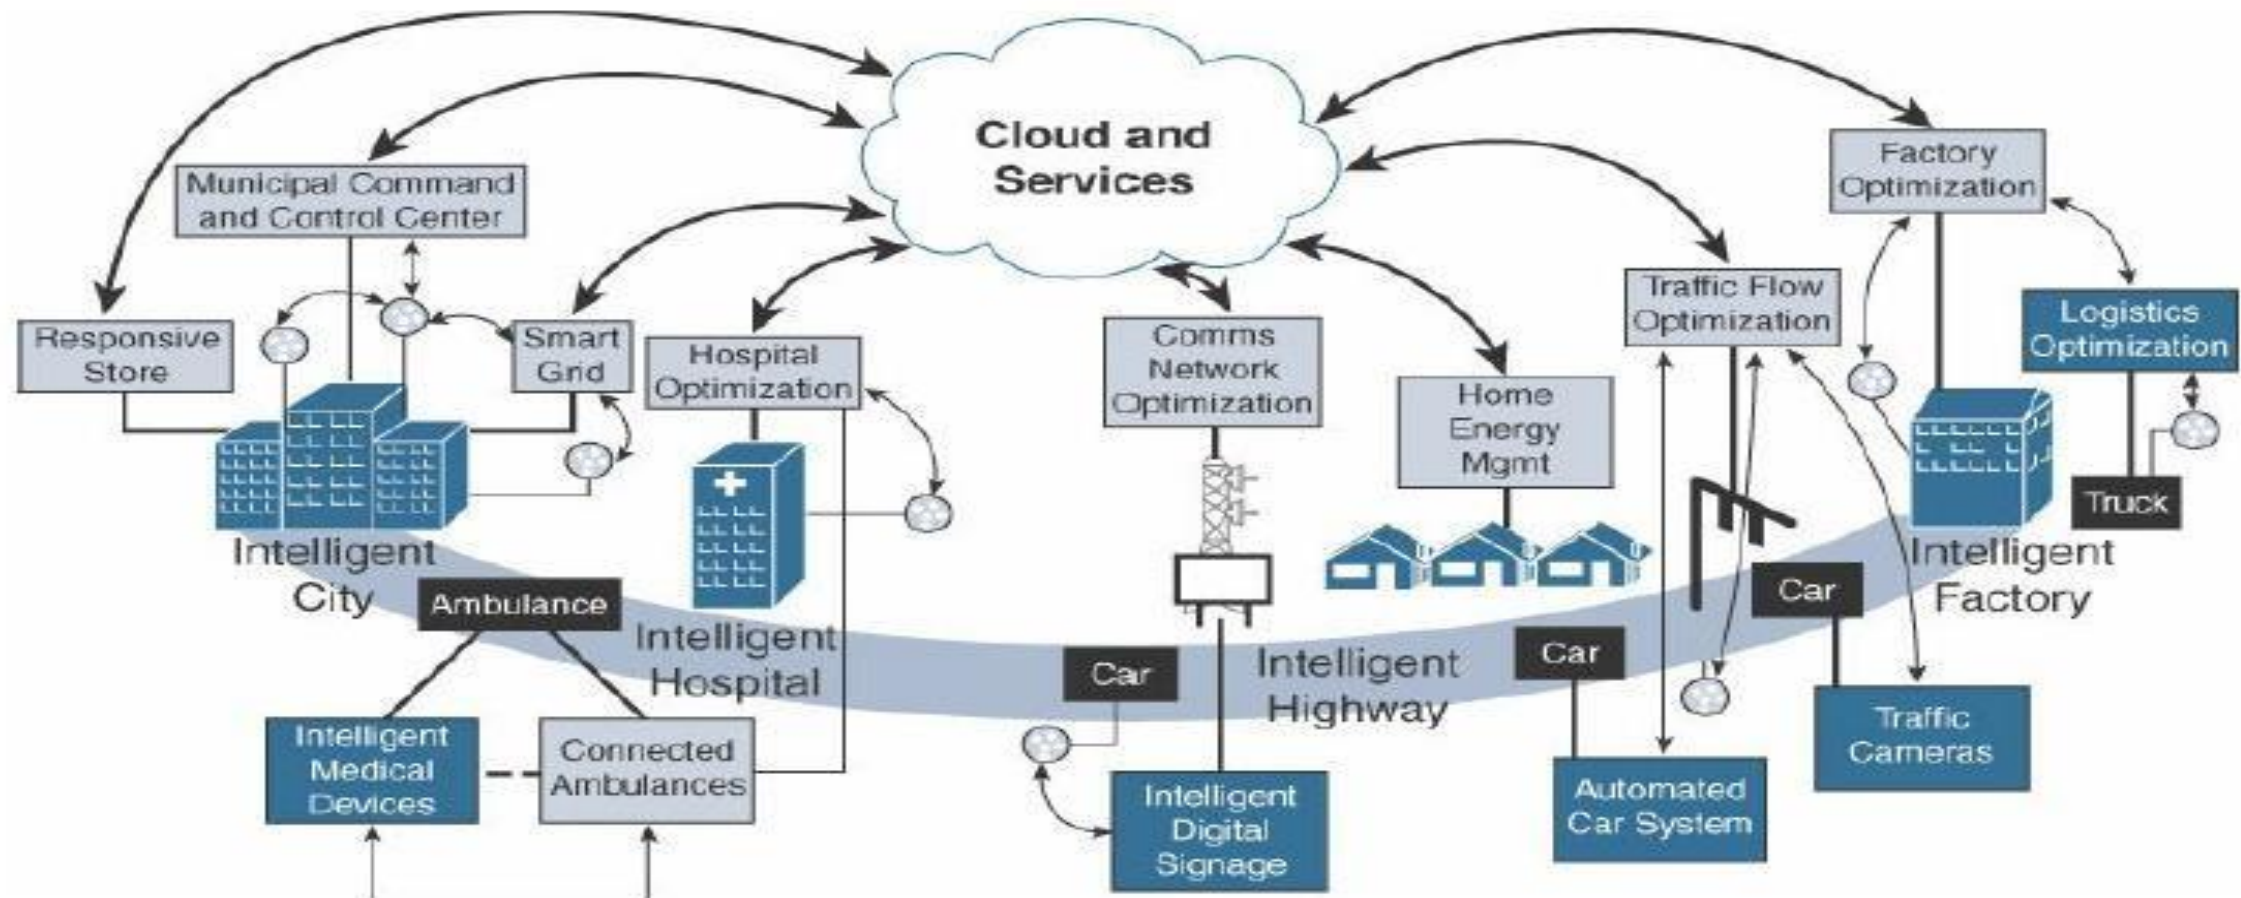 Cloud and
Services
Municipal Command
and Control Center
Responsive
Store
Smart
Grid
Hospital
Optimization
Comms
Network
Optimization
Home
Energy
Mgmt
Traffic Flow
Optimization
Factory
Optimization
Logistics
Optimization
Truck
Intelligent
City
Ambulance
Intelligent
Hospital
Car
Intelligent
Highway
Car
Car
Intelligent
Factory
Intelligent
Medical
Devices
Connected
Ambulances
Intelligent
Digital
Signage
Automated
Car System
Traffic
Cameras